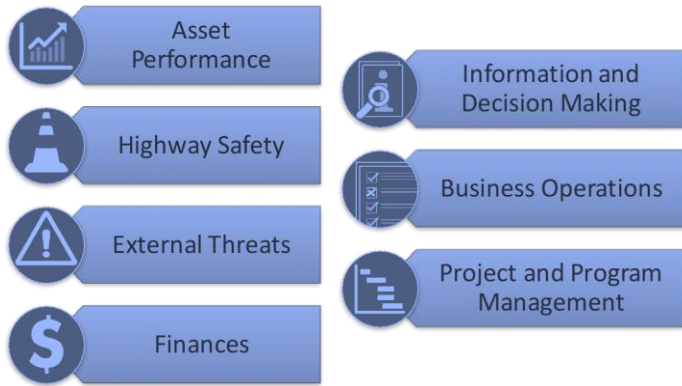 Asset
Performance
Highway Safety
External Threats
Finances
Information and
Decision Making
Business Operations
Project and Program
Management